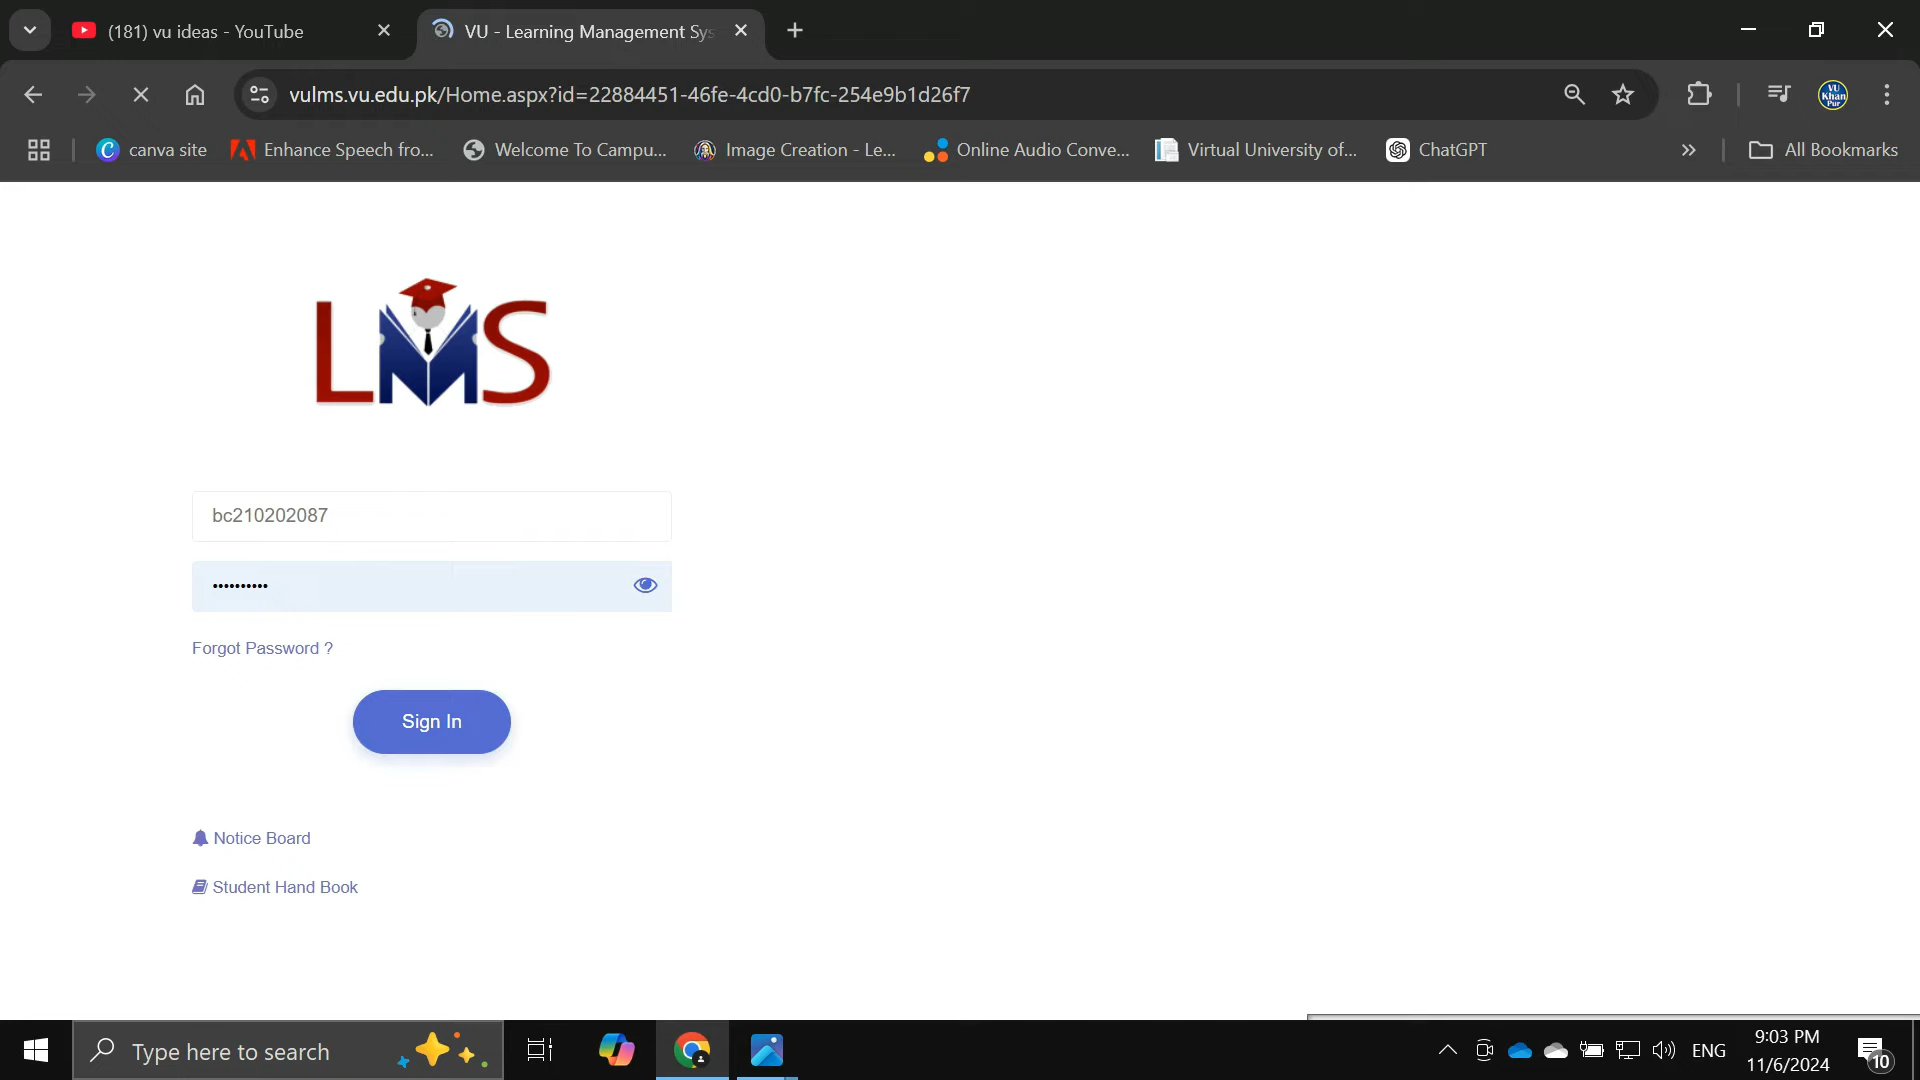 (181) vu ideas - YouTube
VU - Learning Management Sys
vulms.vu.edu.pk/Home.aspx?id=22884451-46fe-4cd0-b7fc-254e9b1d26f7
VU Khan Pur
canva site
Enhance Speech fro...
Welcome To Campu...
Image Creation - Le...
Online Audio Conve...
Virtual University of...
ChatGPT
All Bookmarks
LMS
bc210202087
Forgot Password ?
Sign In
Notice Board
Student Hand Book
Type here to search
ENG
9:03 PM
11/6/2024
10